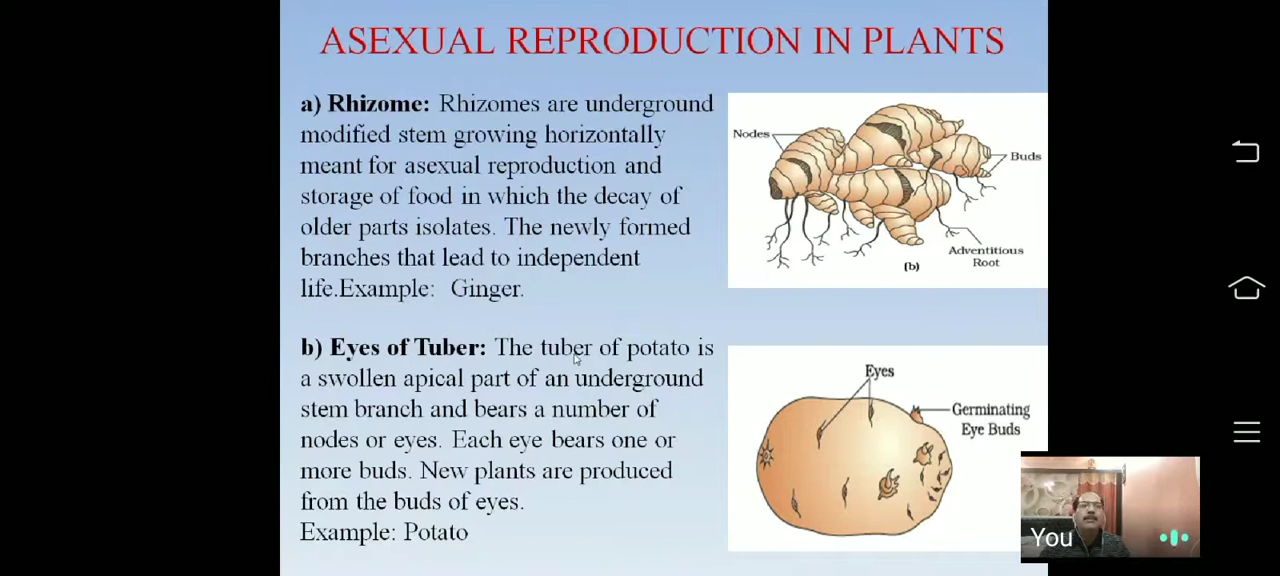 ASEXUAL REPRODUCTION IN PLANTS
a) Rhizome: Rhizomes are underground
modified stem growing horizontally
meant for asexual reproduction and
storage of food in which the decay of
older parts isolates. The newly formed
branches that lead to independent
life.Example: Ginger.
Nodes
Buds
Adventitious
Root
(b)
b) Eyes of Tuber: The tuber of potato is
a swollen apical part of an underground
stem branch and bears a number of
nodes or eyes. Each eye bears one or
more buds. New plants are produced
from the buds of eyes.
Example: Potato
Eyes
Germinating
Eye Buds
You